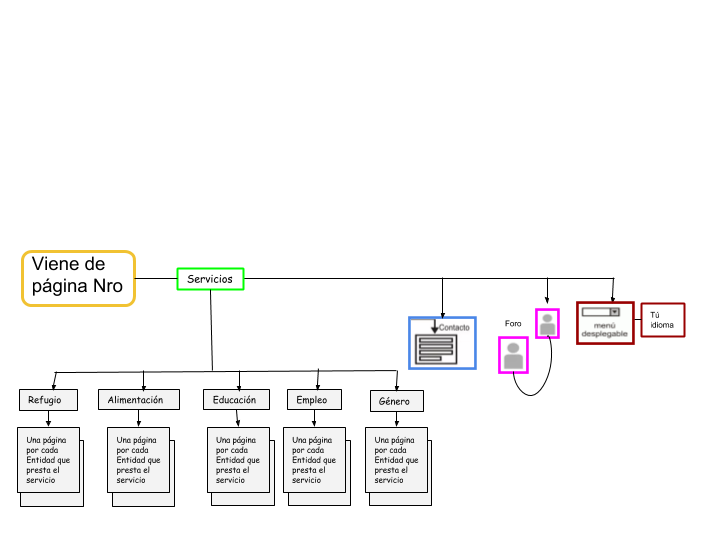 Viene de
página Nro
Servicios
Contacto
Foro
menú
desplegable
Tú
idioma
Refugio
Alimentación
Educación
Empleo
Género
Una página
por cada
Entidad que
presta el
servicio
Una página
por cada
Entidad que
presta el
servicio
Una página
por cada
Entidad que
presta el
servicio
Una página
por cada
Entidad que
presta el
servicio
Una página
por cada
Entidad que
presta el
servicio